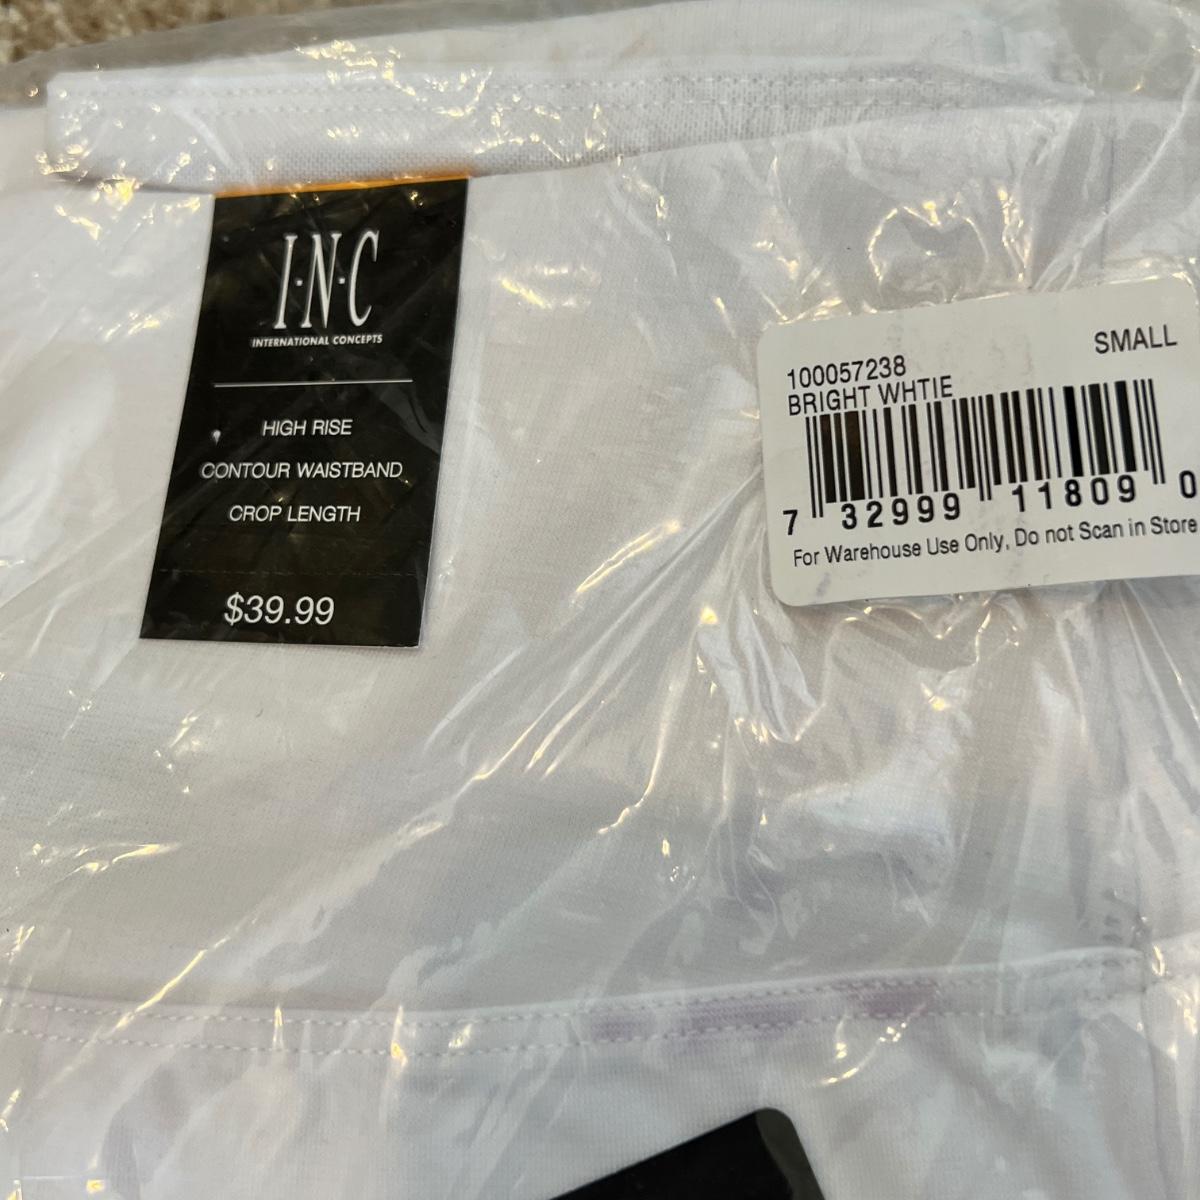 I·N·C
INTERNATIONAL CONCEPTS
HIGH RISE
CONTOUR WAISTBAND
CROP LENGTH
$39.99
SMALL
100057238
BRIGHT WHTIE
7 32999 11809 0
For Warehouse Use Only, Do not Scan in Store